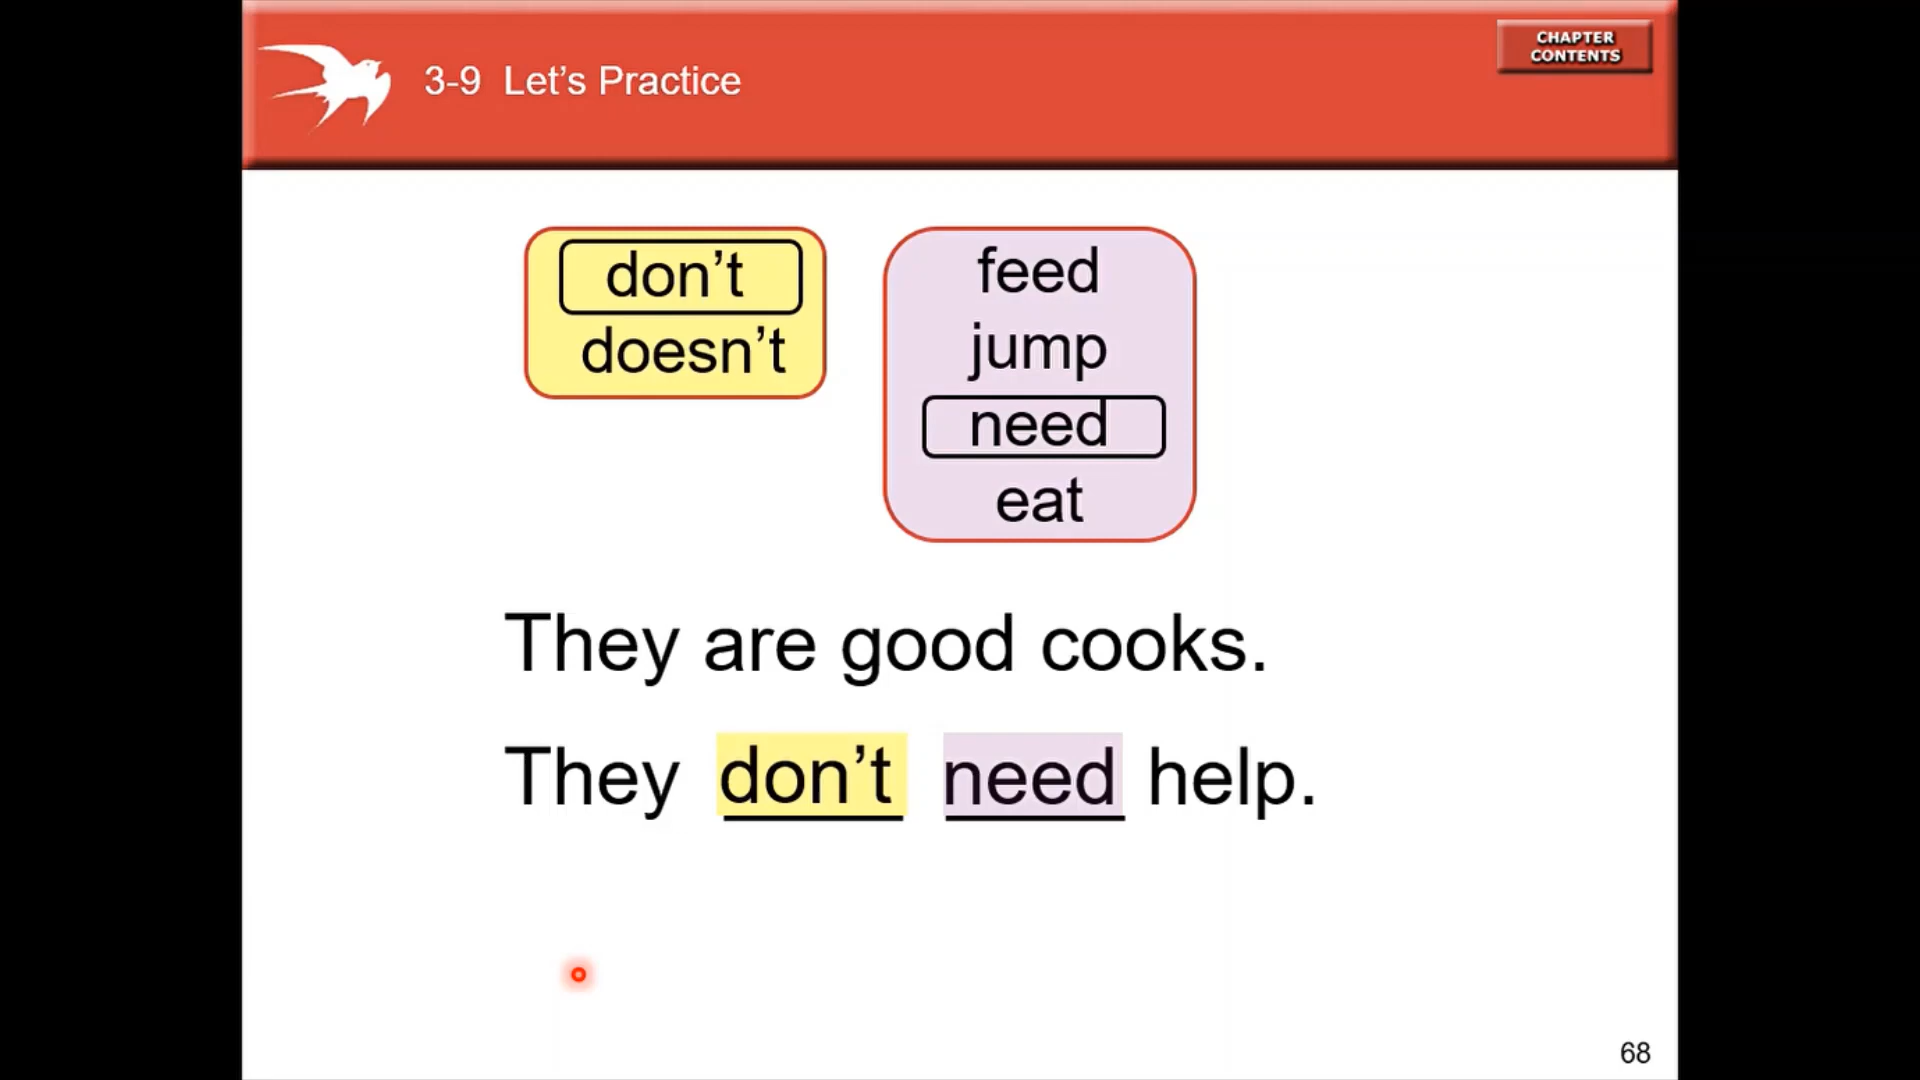 3-9 Let’s Practice
CHAPTER
CONTENTS
don’t
doesn’t
feed
jump
need
eat
They are good cooks.
They don’t need help.
68